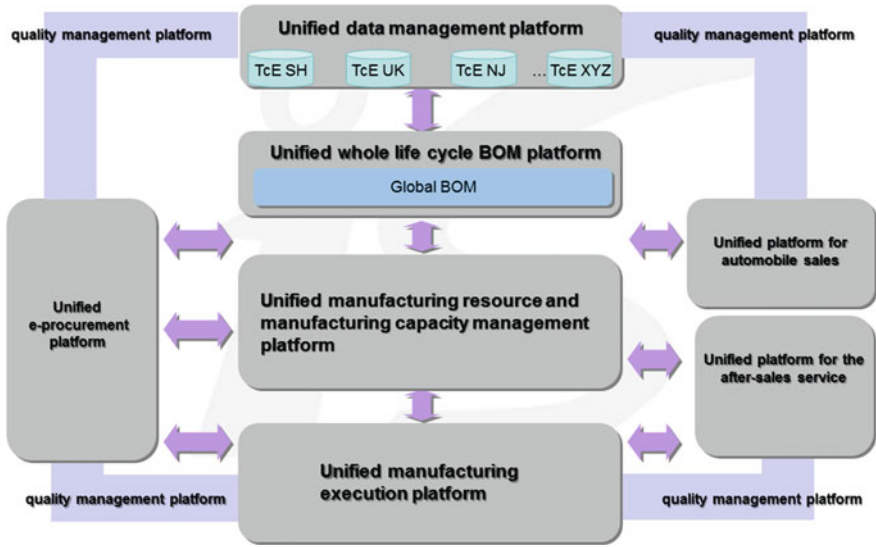 quality management platform
Unified data management platform
quality management platform
TcE SH
TcE UK
TcE NJ
...TcE XYZ
Unified whole life cycle BOM platform
Global BOM
Unified
e-procurement
platform
Unified platform for
automobile sales
Unified manufacturing resource and
manufacturing capacity management
platform
Unified platform for the
after-sales service
Unified manufacturing
execution platform
quality management platform
quality management platform